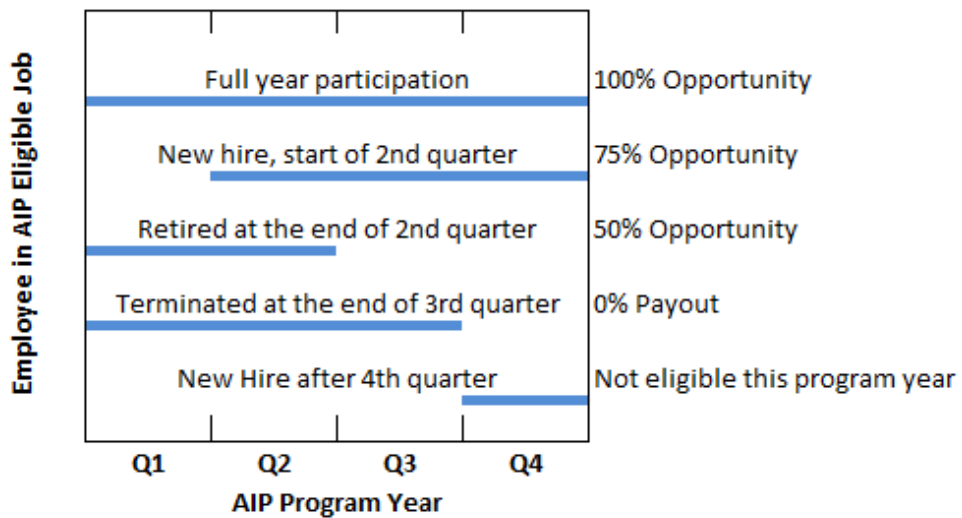 Employee in AIP Eligible Job
Full year participation
100% Opportunity
New hire, start of 2nd quarter
75% Opportunity
Retired at the end of 2nd quarter
50% Opportunity
Terminated at the end of 3rd quarter
0% Payout
New Hire after 4th quarter
Not eligible this program year
Q1 Q2 Q3 Q4
AIP Program Year